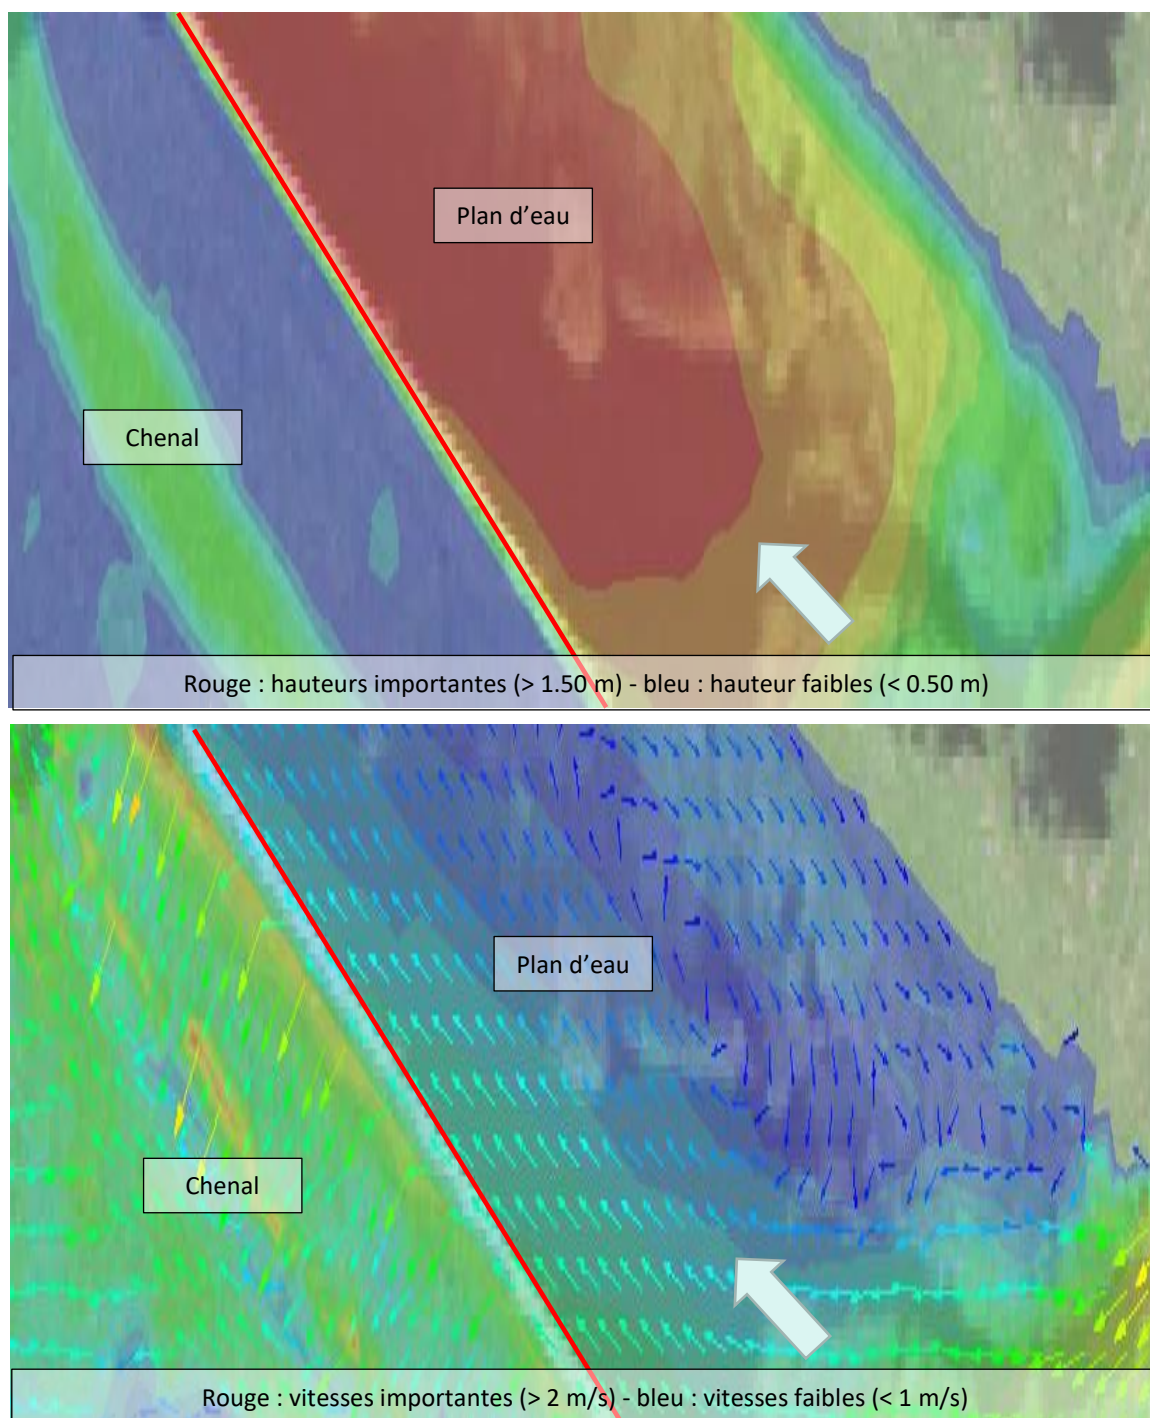 Plan d’eau
Chenal
Rouge : hauteurs importantes (> 1.50 m) - bleu : hauteur faibles (< 0.50 m)
Plan d’eau
Chenal
Rouge : vitesses importantes (> 2 m/s) - bleu : vitesses faibles (< 1 m/s)